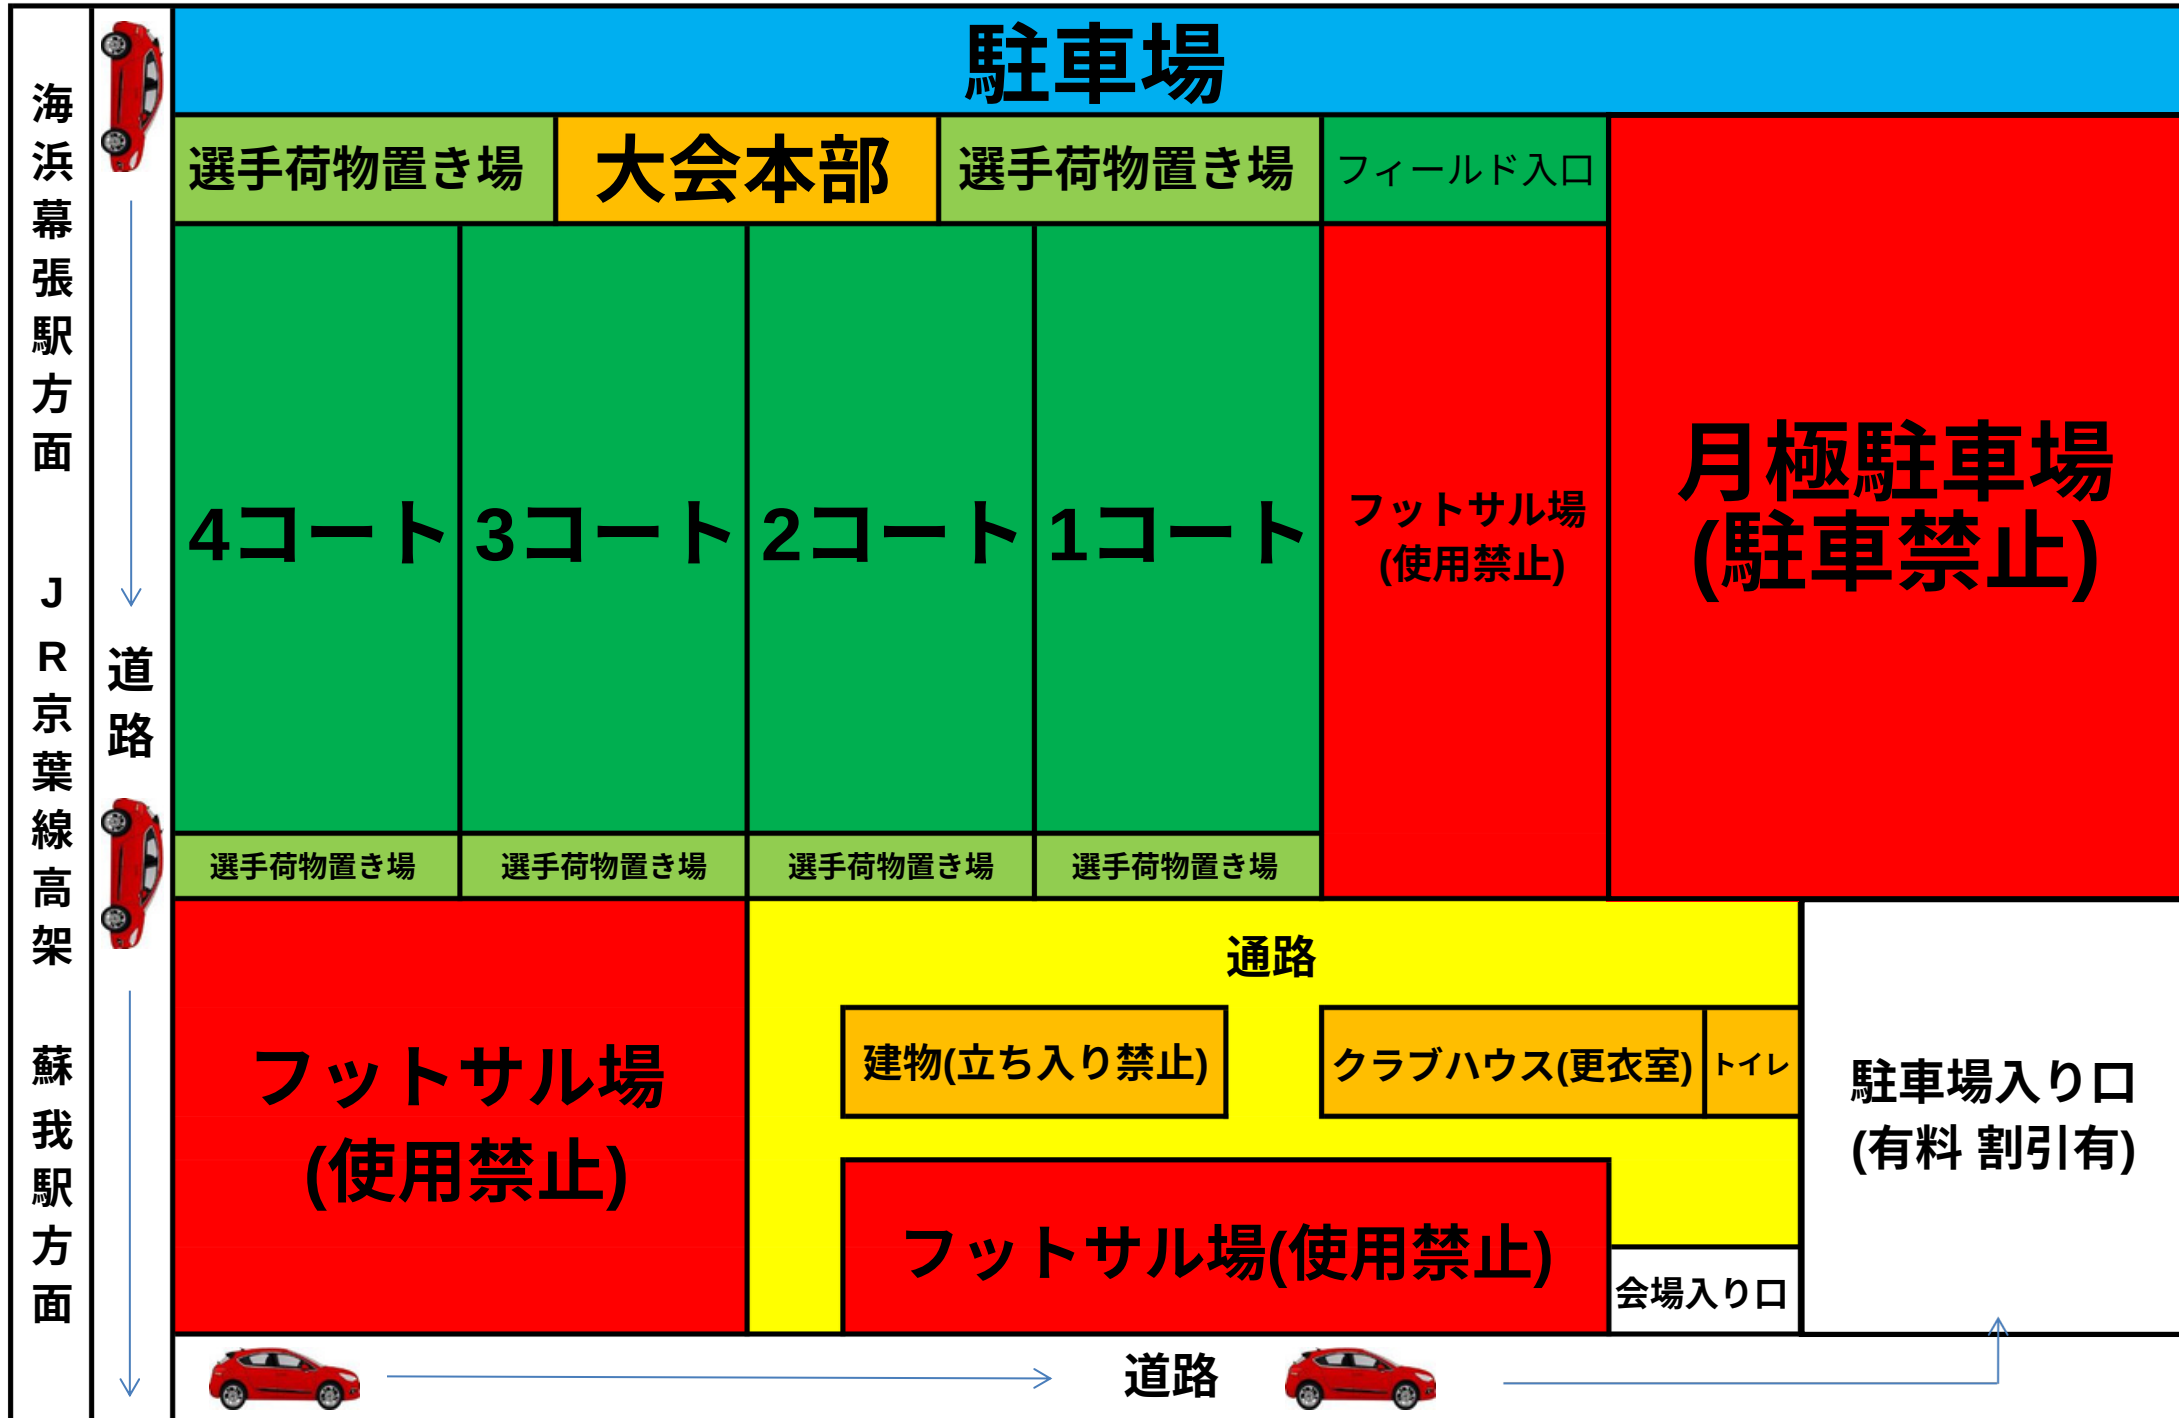 駐車場
選手荷物置き場
大会本部
選手荷物置き場
フィールド入口
海浜幕張駅方面
JR京葉線高架
蘇我駅方面
道路
4コート
3コート
2コート
1コート
フットサル場
(使用禁止)
月極駐車場
(駐車禁止)
選手荷物置き場
選手荷物置き場
選手荷物置き場
選手荷物置き場
通路
フットサル場
(使用禁止)
建物(立ち入り禁止)
クラブハウス(更衣室)
トイレ
駐車場入り口
(有料 割引有)
フットサル場(使用禁止)
会場入り口
道路